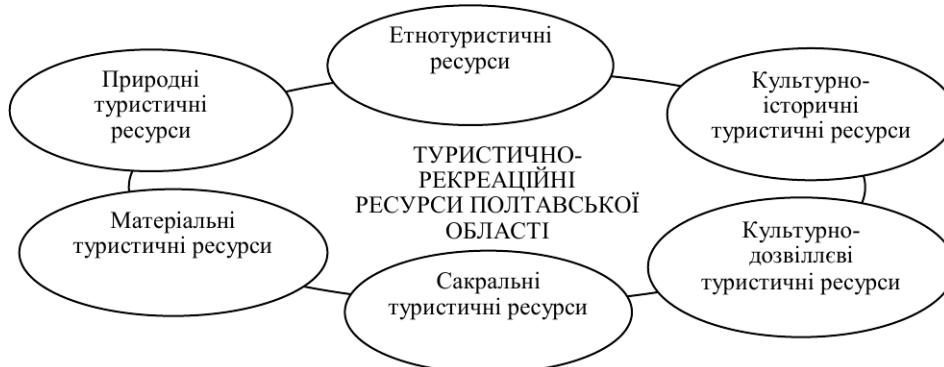 Етнотуристичні
ресурси
Природні
туристичні
ресурси
Культурно-
історичні
туристичні ресурси
ТУРИСТИЧНО-
РЕКРЕАЦІЙНІ
РЕСУРСИ ПОЛТАВСЬКОЇ
ОБЛАСТІ
Матеріальні
туристичні ресурси
Культурно-
дозвіллєві
туристичні ресурси
Сакральні
туристичні ресурси